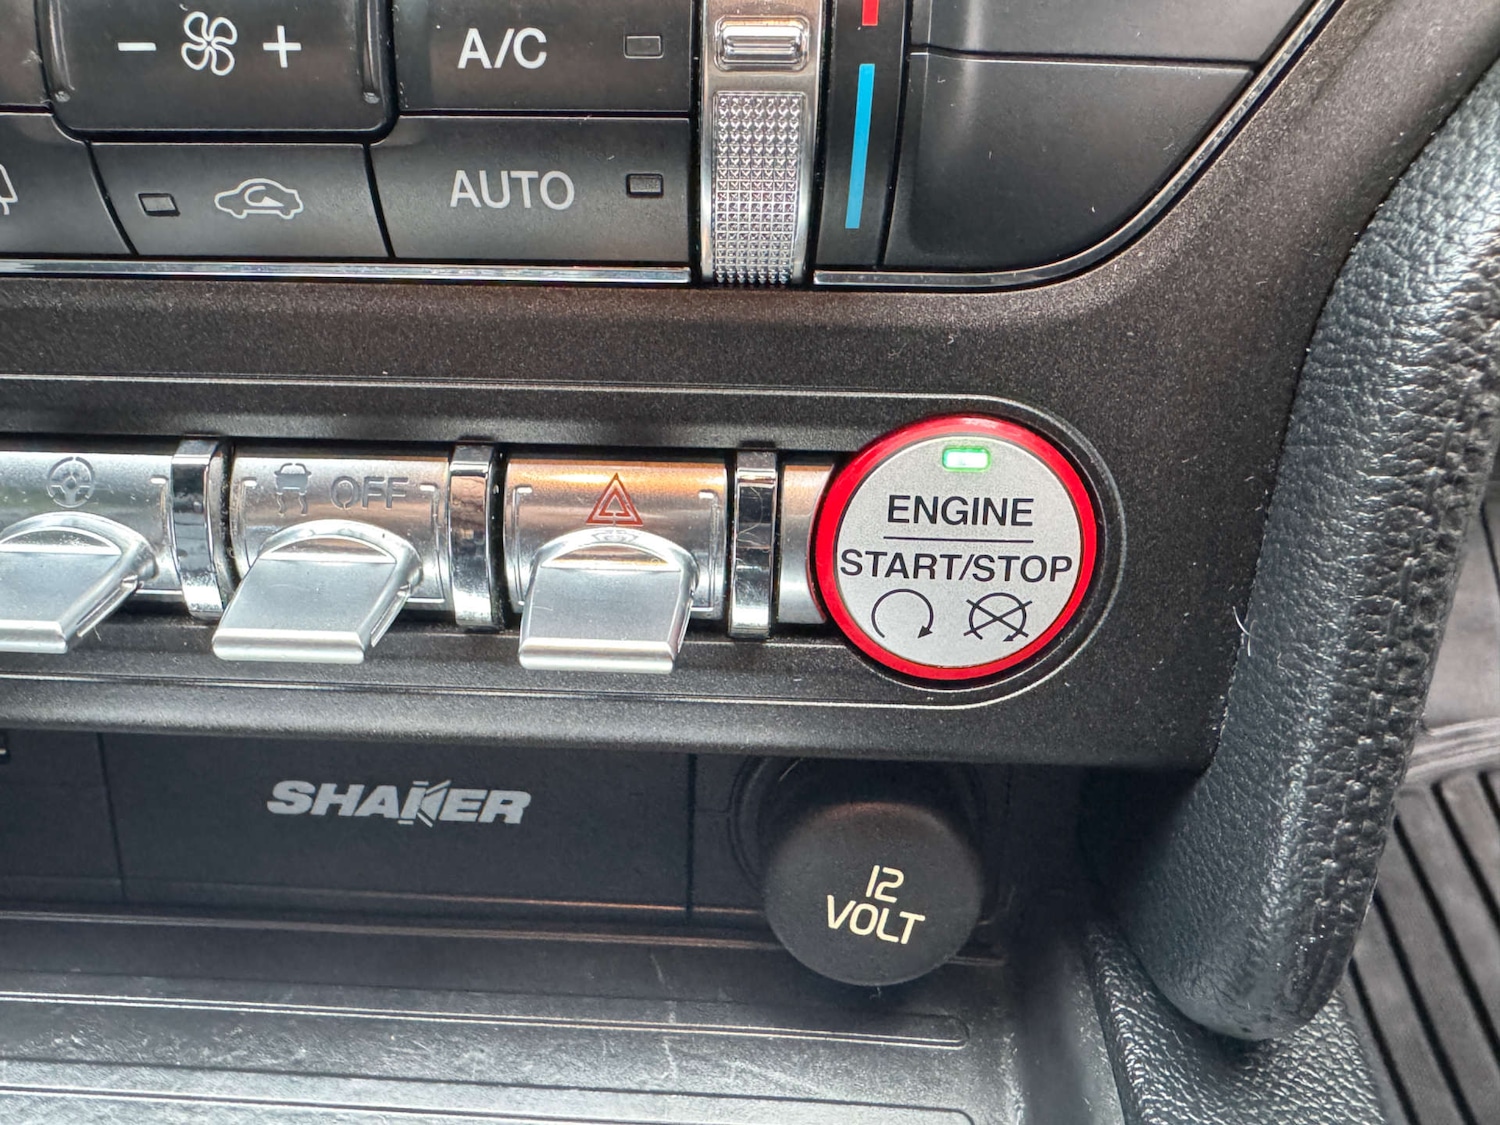 A/C
AUTO
OFF
ENGINE
START/STOP
SHAKER
12
VOLT